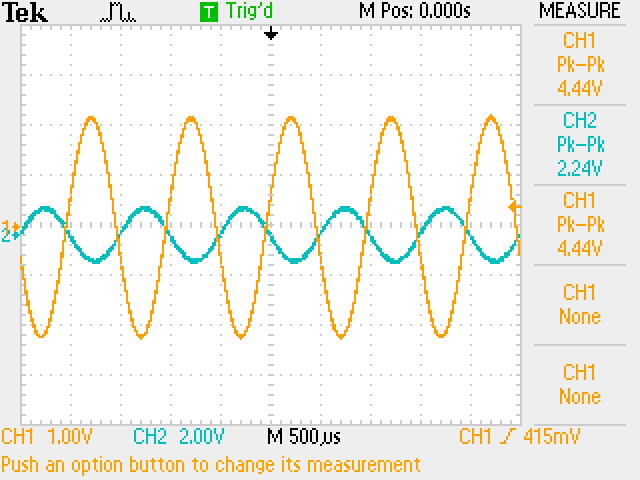 Tek T Trig'd M Pos: 0.000s MEASURE
CH1
Pk-Pk
4.44V
CH2
Pk-Pk
2.24V
CH1
Pk-Pk
4.44V
CH1
None
CH1
None
1
2
CH1 1.00V CH2 2.00V M 500µs CH1 415mV
Push an option button to change its measurement